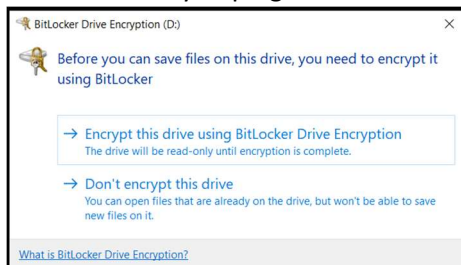 BitLocker Drive Encryption (D:)
Before you can save files on this drive, you need to encrypt it
using BitLocker
Encrypt this drive using BitLocker Drive Encryption
The drive will be read-only until encryption is complete.
Don't encrypt this drive
You can open files that are already on the drive, but won't be able to save
new files on it.
What is BitLocker Drive Encryption?